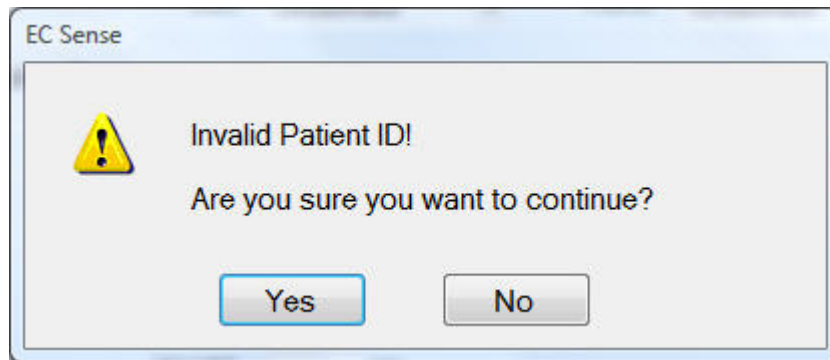 EC Sense
Invalid Patient ID!
Are you sure you want to continue?
Yes No